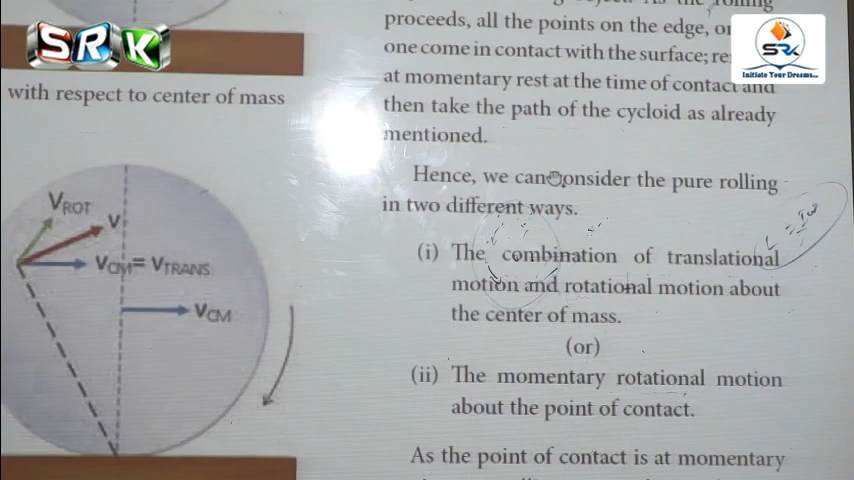 SRK
SRK
Initiate Your Dreams...
with respect to center of mass
VROT
V
VCM = VTRANS
VCM
proceeds, all the points on the edge,
one come in contact with the surface;
at momentary rest at the time of contact and
then take the path of the cycloid as already
mentioned.
Hence, we can consider the pure rolling
in two different ways.
(i) The combination of translational
motion and rotational motion about
the center of mass.
(or)
(ii) The momentary rotational motion
about the point of contact.
As the point of contact is at momentary
L = Iω